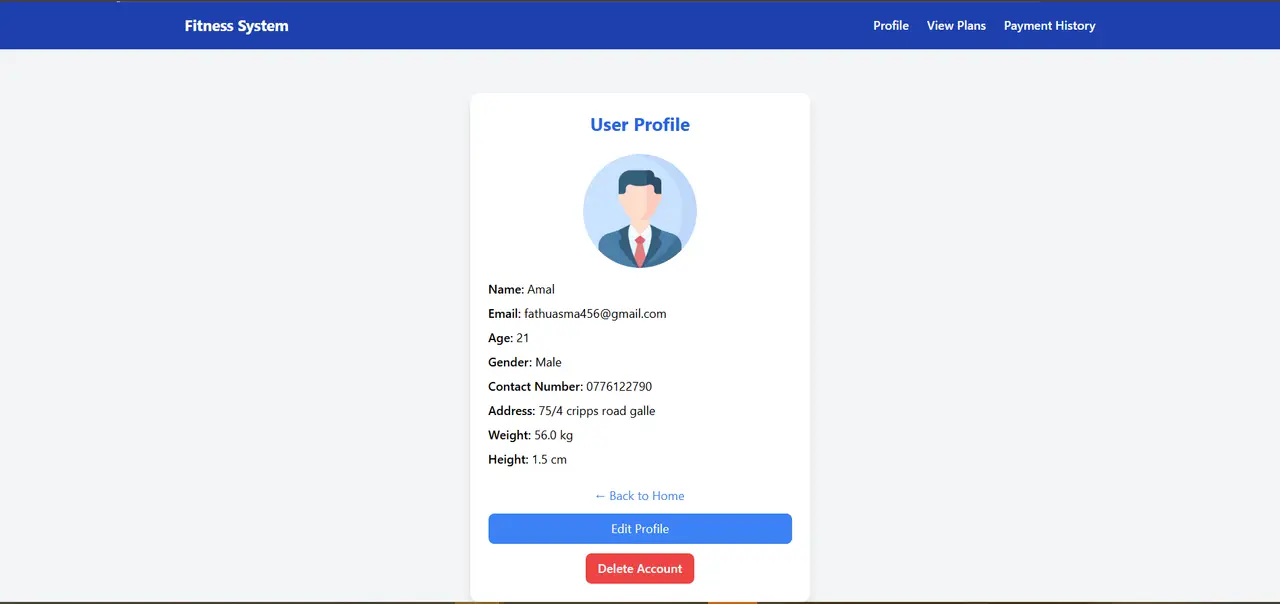 Fitness System
Profile View Plans Payment History
User Profile
Name: Amal
Email: fathuasma456@gmail.com
Age: 21
Gender: Male
Contact Number: 0776122790
Address: 75/4 cripps road galle
Weight: 56.0 kg
Height: 1.5 cm
← Back to Home
Edit Profile
Delete Account